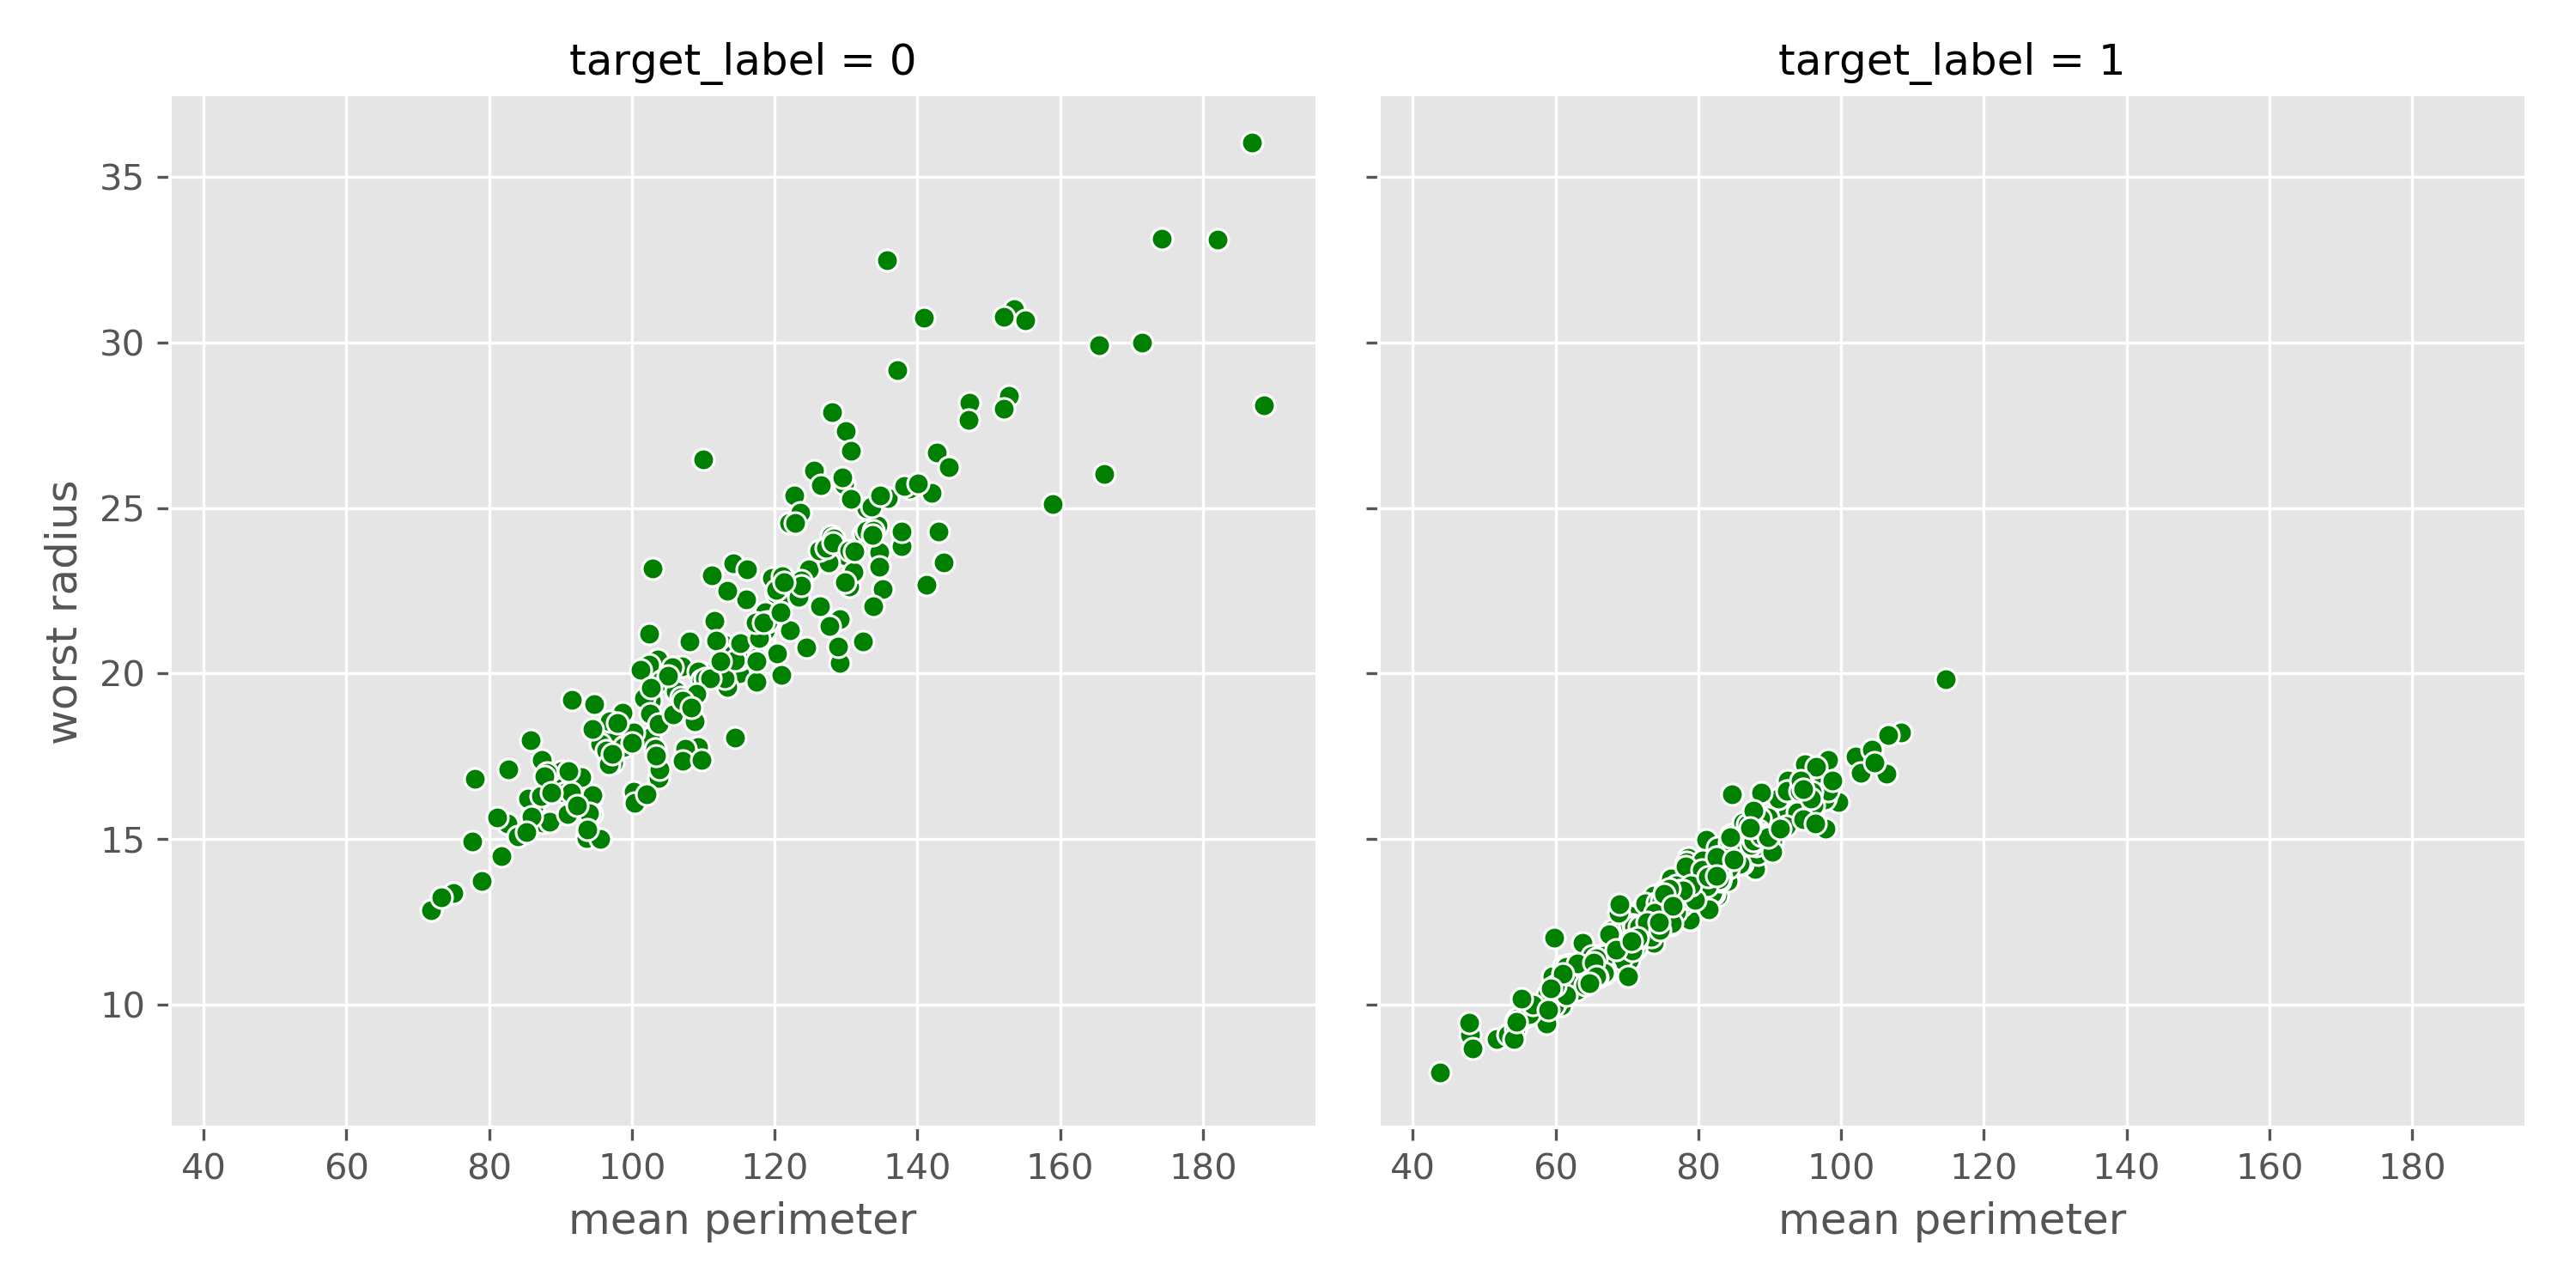 target_label = 0
target_label = 1
35
30
25
20
15
10
worst radius
40 60 80 100 120 140 160 180
40 60 80 100 120 140 160 180
mean perimeter
mean perimeter